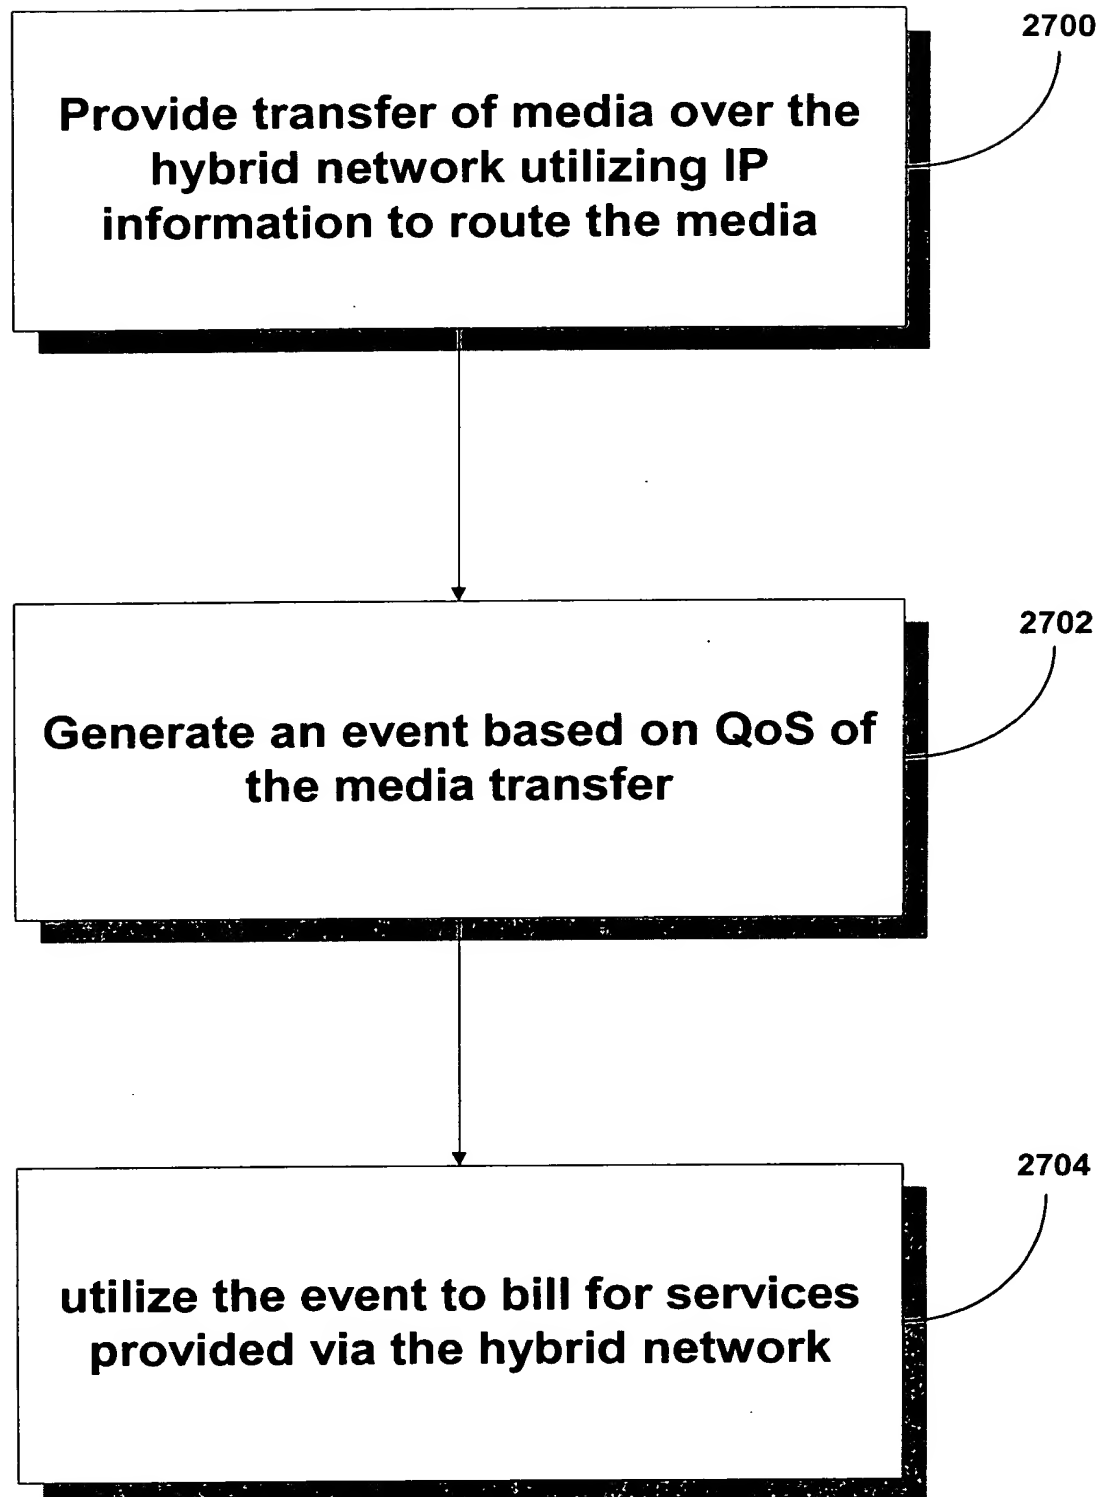 2700
Provide transfer of media over the
hybrid network utilizing IP
information to route the media
2702
Generate an event based on QoS of
the media transfer
2704
utilize the event to bill for services
provided via the hybrid network